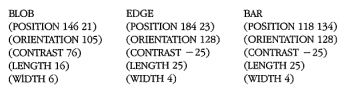 BLOB EDGE BAR
(POSITION 146 21) (POSITION 184 23) (POSITION 118 134)
(ORIENTATION 105) (ORIENTATION 128) (ORIENTATION 128)
(CONTRAST 76) (CONTRAST −25) (CONTRAST −25)
(LENGTH 16) (LENGTH 25) (LENGTH 25)
(WIDTH 6) (WIDTH 4) (WIDTH 4)